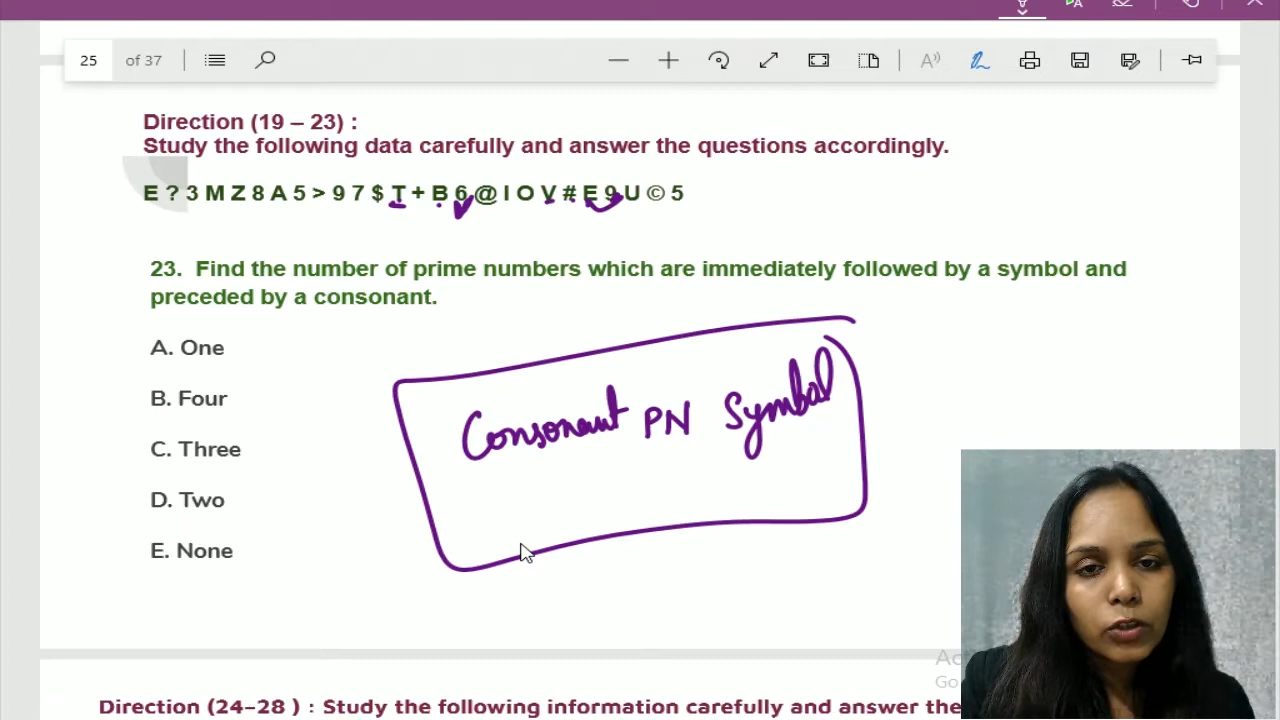 25 of 37
Direction (19 – 23) :
Study the following data carefully and answer the questions accordingly.
E ? 3 M Z 8 A 5 > 9 7 $ T + B 6 @ I O V # E 9 U © 5
23. Find the number of prime numbers which are immediately followed by a symbol and
preceded by a consonant.
A. One
B. Four
C. Three
D. Two
E. None
Consonant PN Symbol
Go
Direction (24–28 ) : Study the following information carefully and answer the